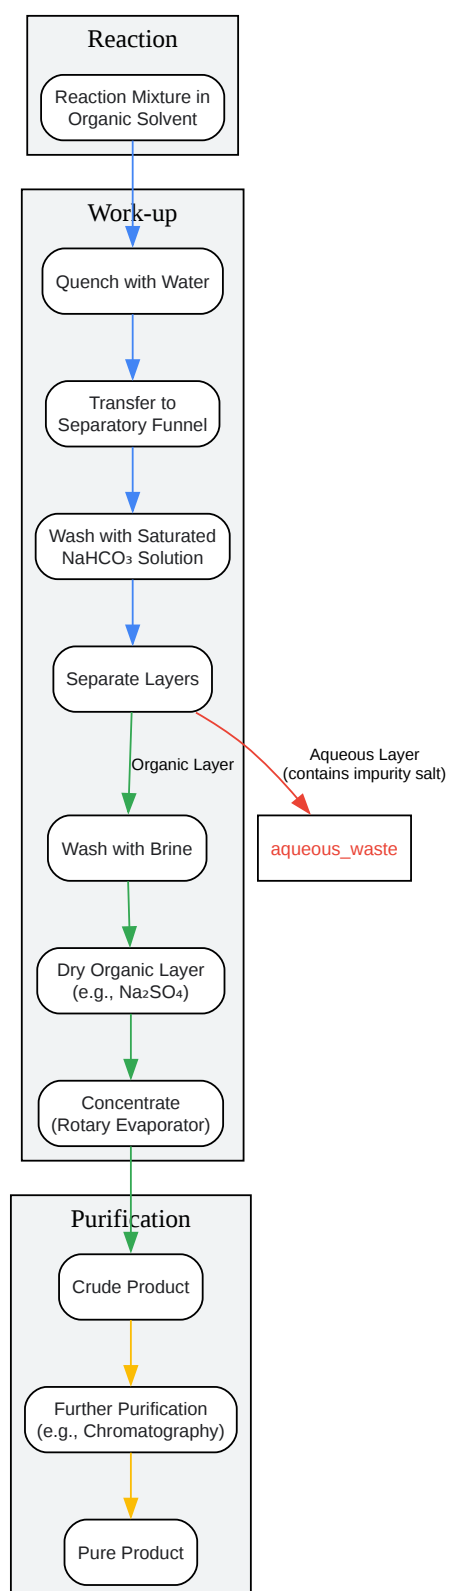 Reaction
Reaction Mixture in
Organic Solvent
Work-up
Quench with Water
Transfer to
Separatory Funnel
Wash with Saturated
NaHCO₃ Solution
Separate Layers
Organic Layer
Aqueous Layer
(contains impurity salt)
Wash with Brine
aqueous_waste
Dry Organic Layer
(e.g., Na₂SO₄)
Concentrate
(Rotary Evaporator)
Purification
Crude Product
Further Purification
(e.g., Chromatography)
Pure Product